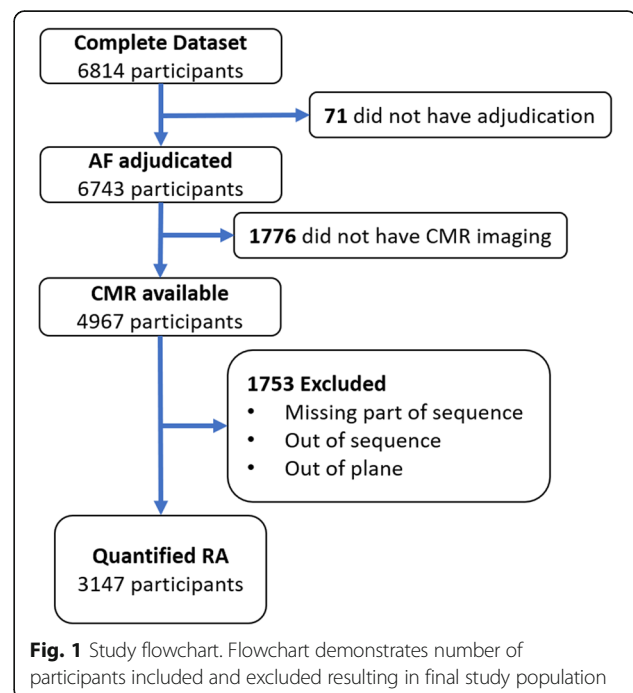 Complete Dataset
6814 participants
71 did not have adjudication
AF adjudicated
6743 participants
1776 did not have CMR imaging
CMR available
4967 participants
1753 Excluded
• Missing part of sequence
• Out of sequence
• Out of plane
Quantified RA
3147 participants
Fig. 1 Study flowchart. Flowchart demonstrates number of
participants included and excluded resulting in final study population